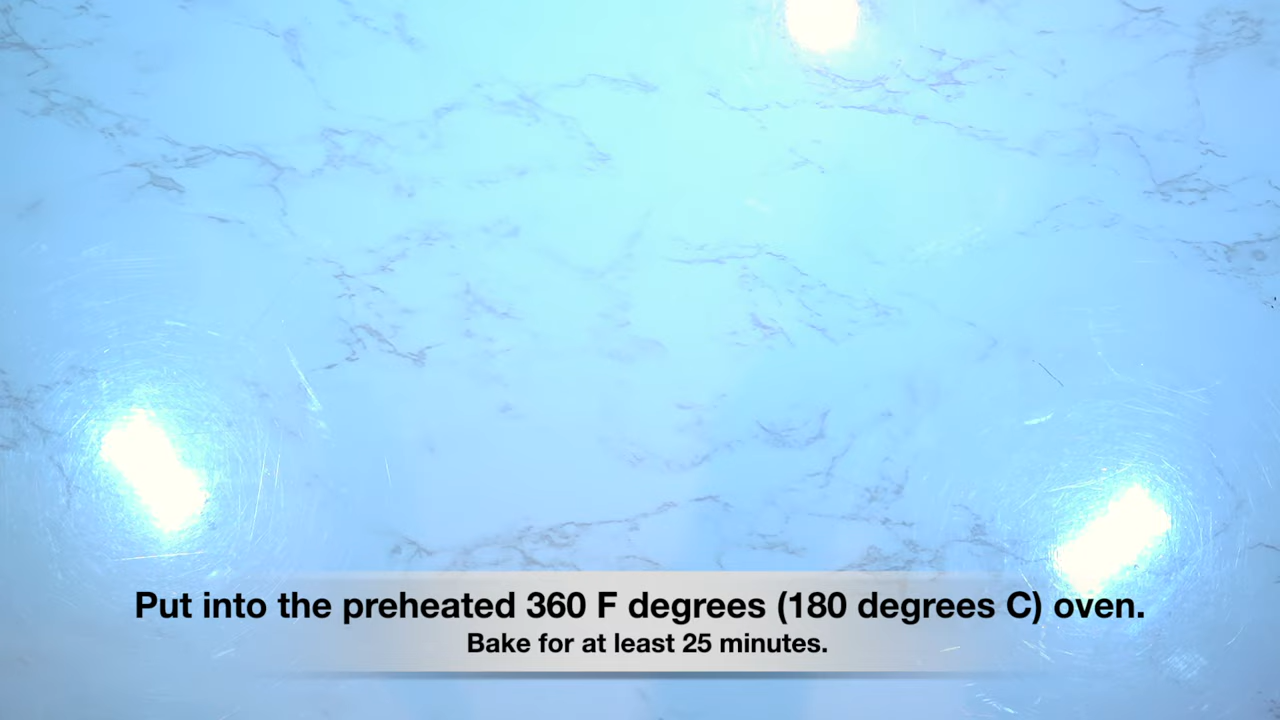 Put into the preheated 360 F degrees (180 degrees C) oven.
Bake for at least 25 minutes.